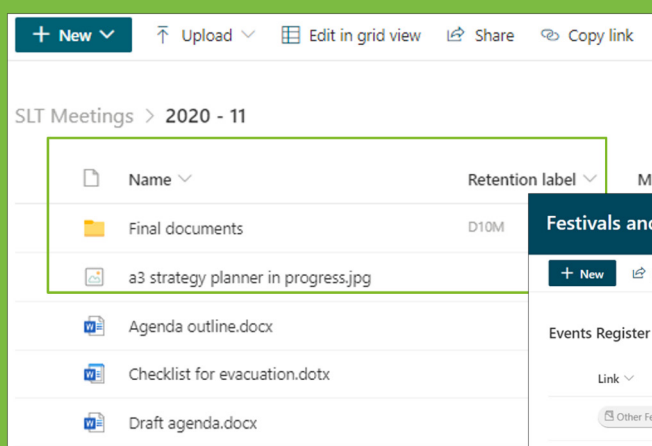 + New Upload Edit in grid view Share Copy link
SLT Meetings > 2020 - 11
Name Retention label M
Final documents D10M
a3 strategy planner in progress.jpg
Agenda outline.docx
Checklist for evacuation.dotx
Draft agenda.docx
Festivals and
+ New
Events Register
Link
Other Fe